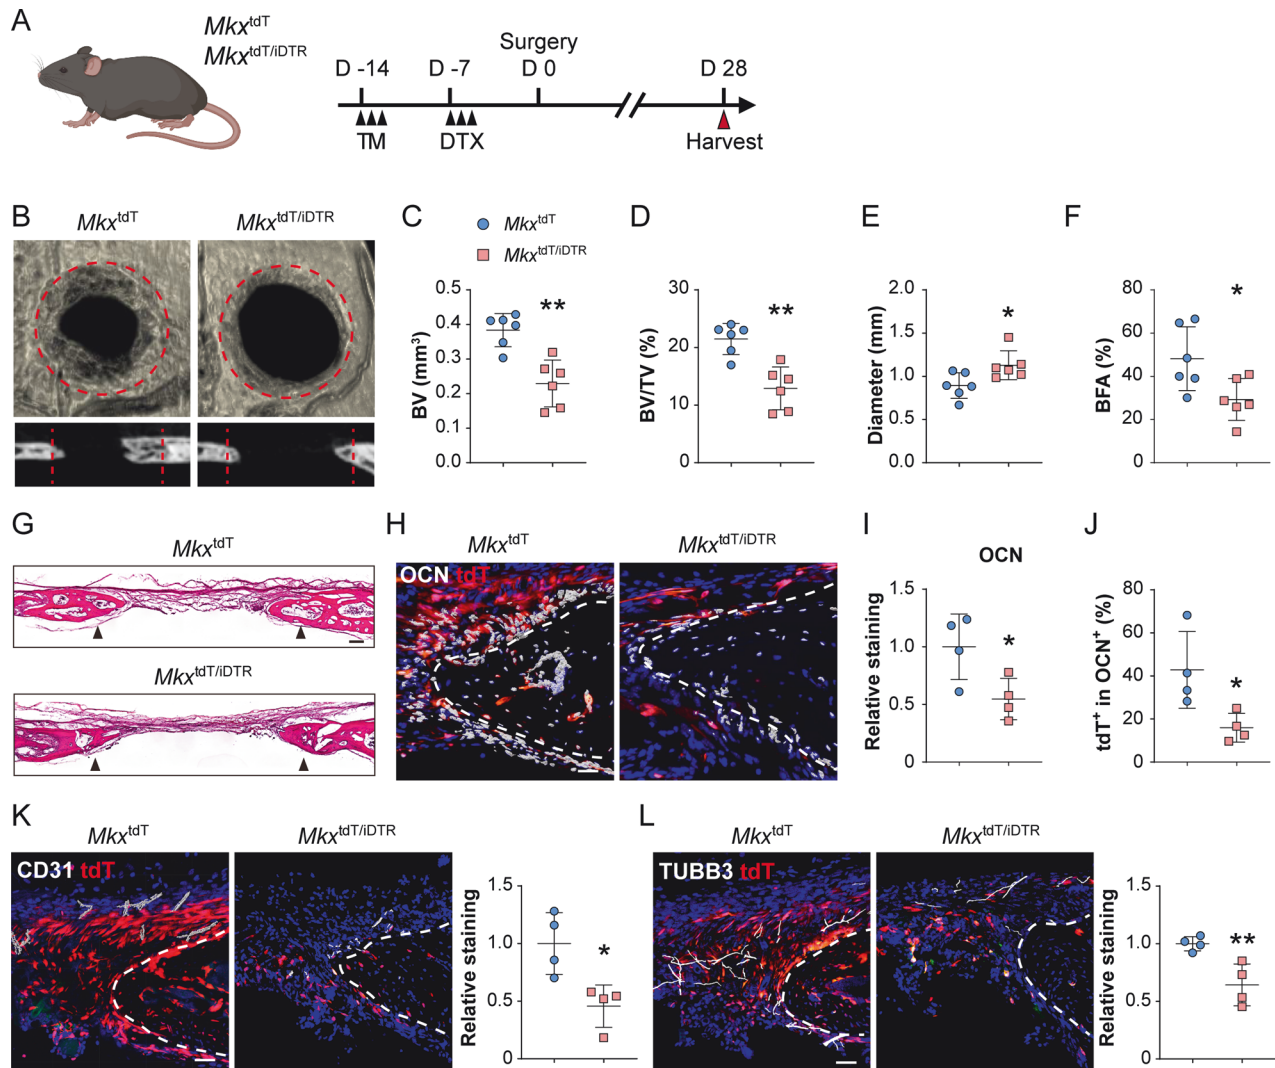 A
Mkx^tdT
Mkx^tdT/iDTR
Surgery
D -14 D -7 D 0 D 28
TM DTX Harvest
B Mkx^tdT Mkx^tdT/iDTR
C
Mkx^tdT
Mkx^tdT/iDTR
BV (mm³)
0.5
0.4
0.3
0.2
0.1
0.0
**
D
BV/TV (%)
30
20
10
0
**
E
Diameter (mm)
2.0
1.5
1.0
0.5
0.0
*
F
BFA (%)
80
60
40
20
0
*
G
Mkx^tdT
Mkx^tdT/iDTR
H
Mkx^tdT Mkx^tdT/iDTR
OCN tdT
I
OCN
Relative staining
1.5
1.0
0.5
0
*
J
tdT⁺ in OCN⁺ (%)
80
60
40
20
0
*
K
Mkx^tdT Mkx^tdT/iDTR
CD31 tdT
Relative staining
1.5
1.0
0.5
0
*
L
Mkx^tdT Mkx^tdT/iDTR
TUBB3 tdT
Relative staining
1.5
1.0
0.5
0
**